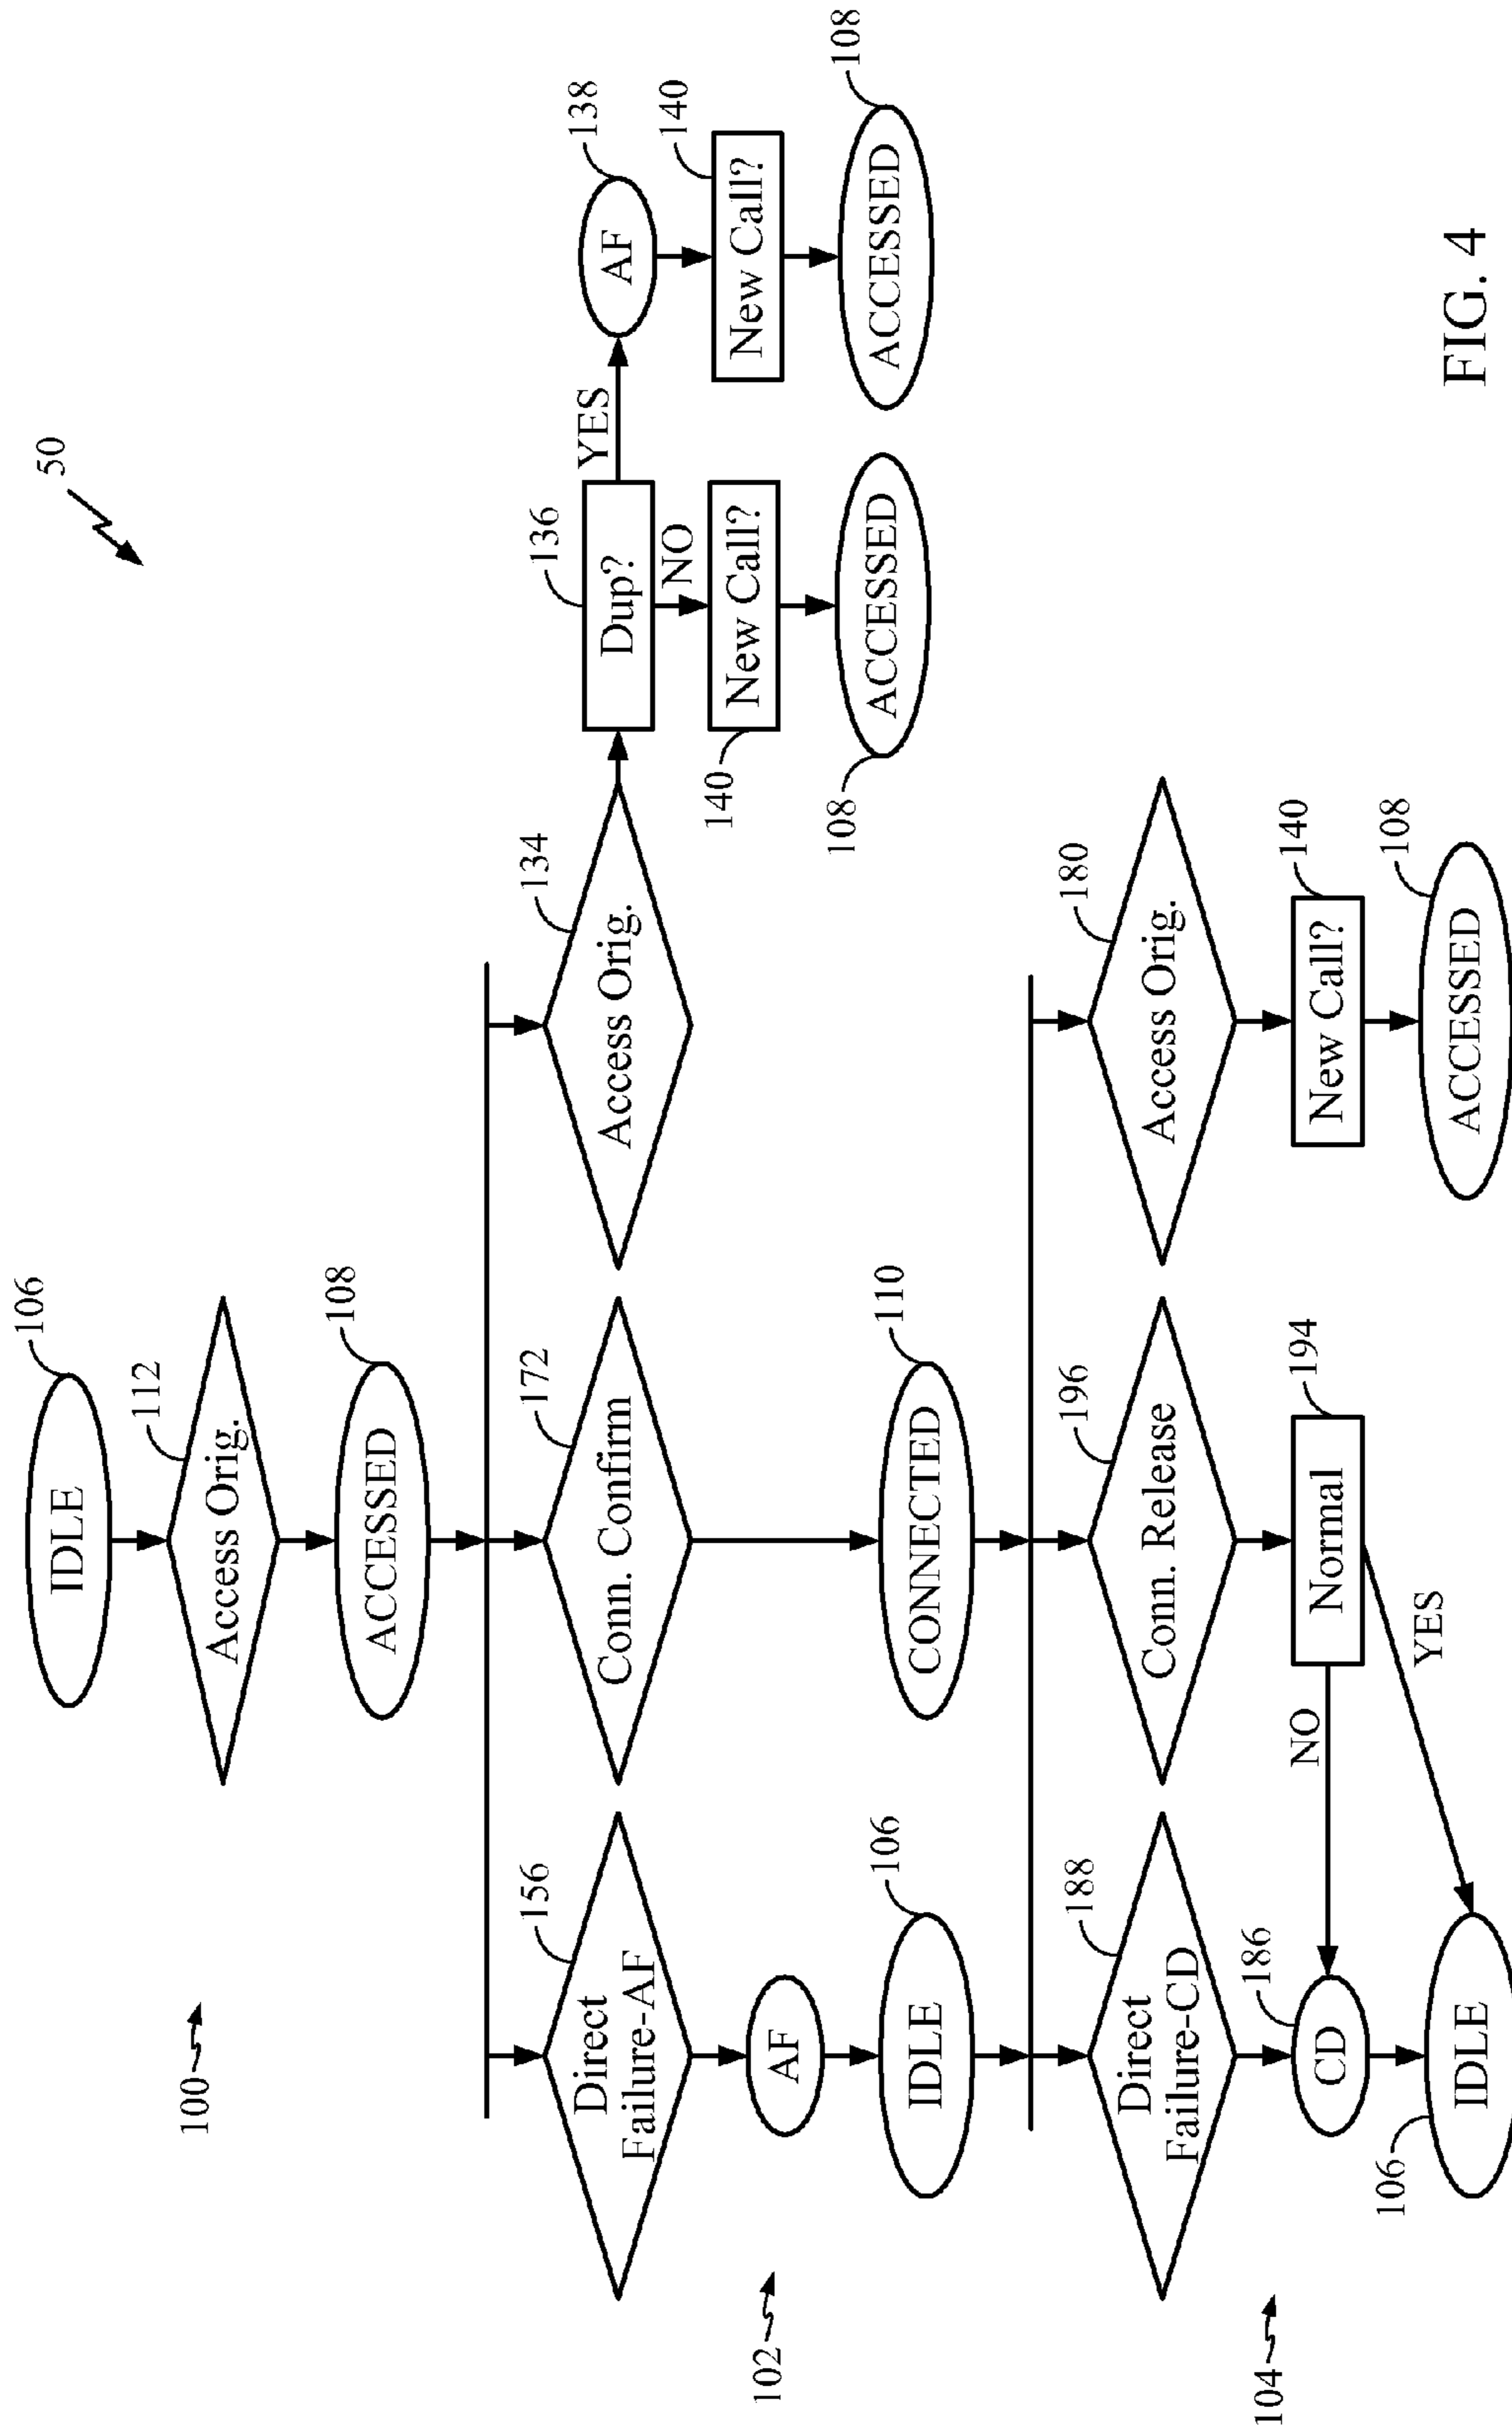 50
100
IDLE
106
Access Orig.
112
ACCESSED
108
Direct
Failure-AF
156
Conn. Confirm
172
Access Orig.
134
Dup?
136
YES
AF
138
NO
New Call?
140
New Call?
140
ACCESSED
108
ACCESSED
108
102
AF
IDLE
106
CONNECTED
110
Direct
Failure-CD
188
Conn. Release
196
Access Orig.
180
104
CD
186
NO
Normal
194
YES
New Call?
140
IDLE
106
ACCESSED
108
FIG. 4